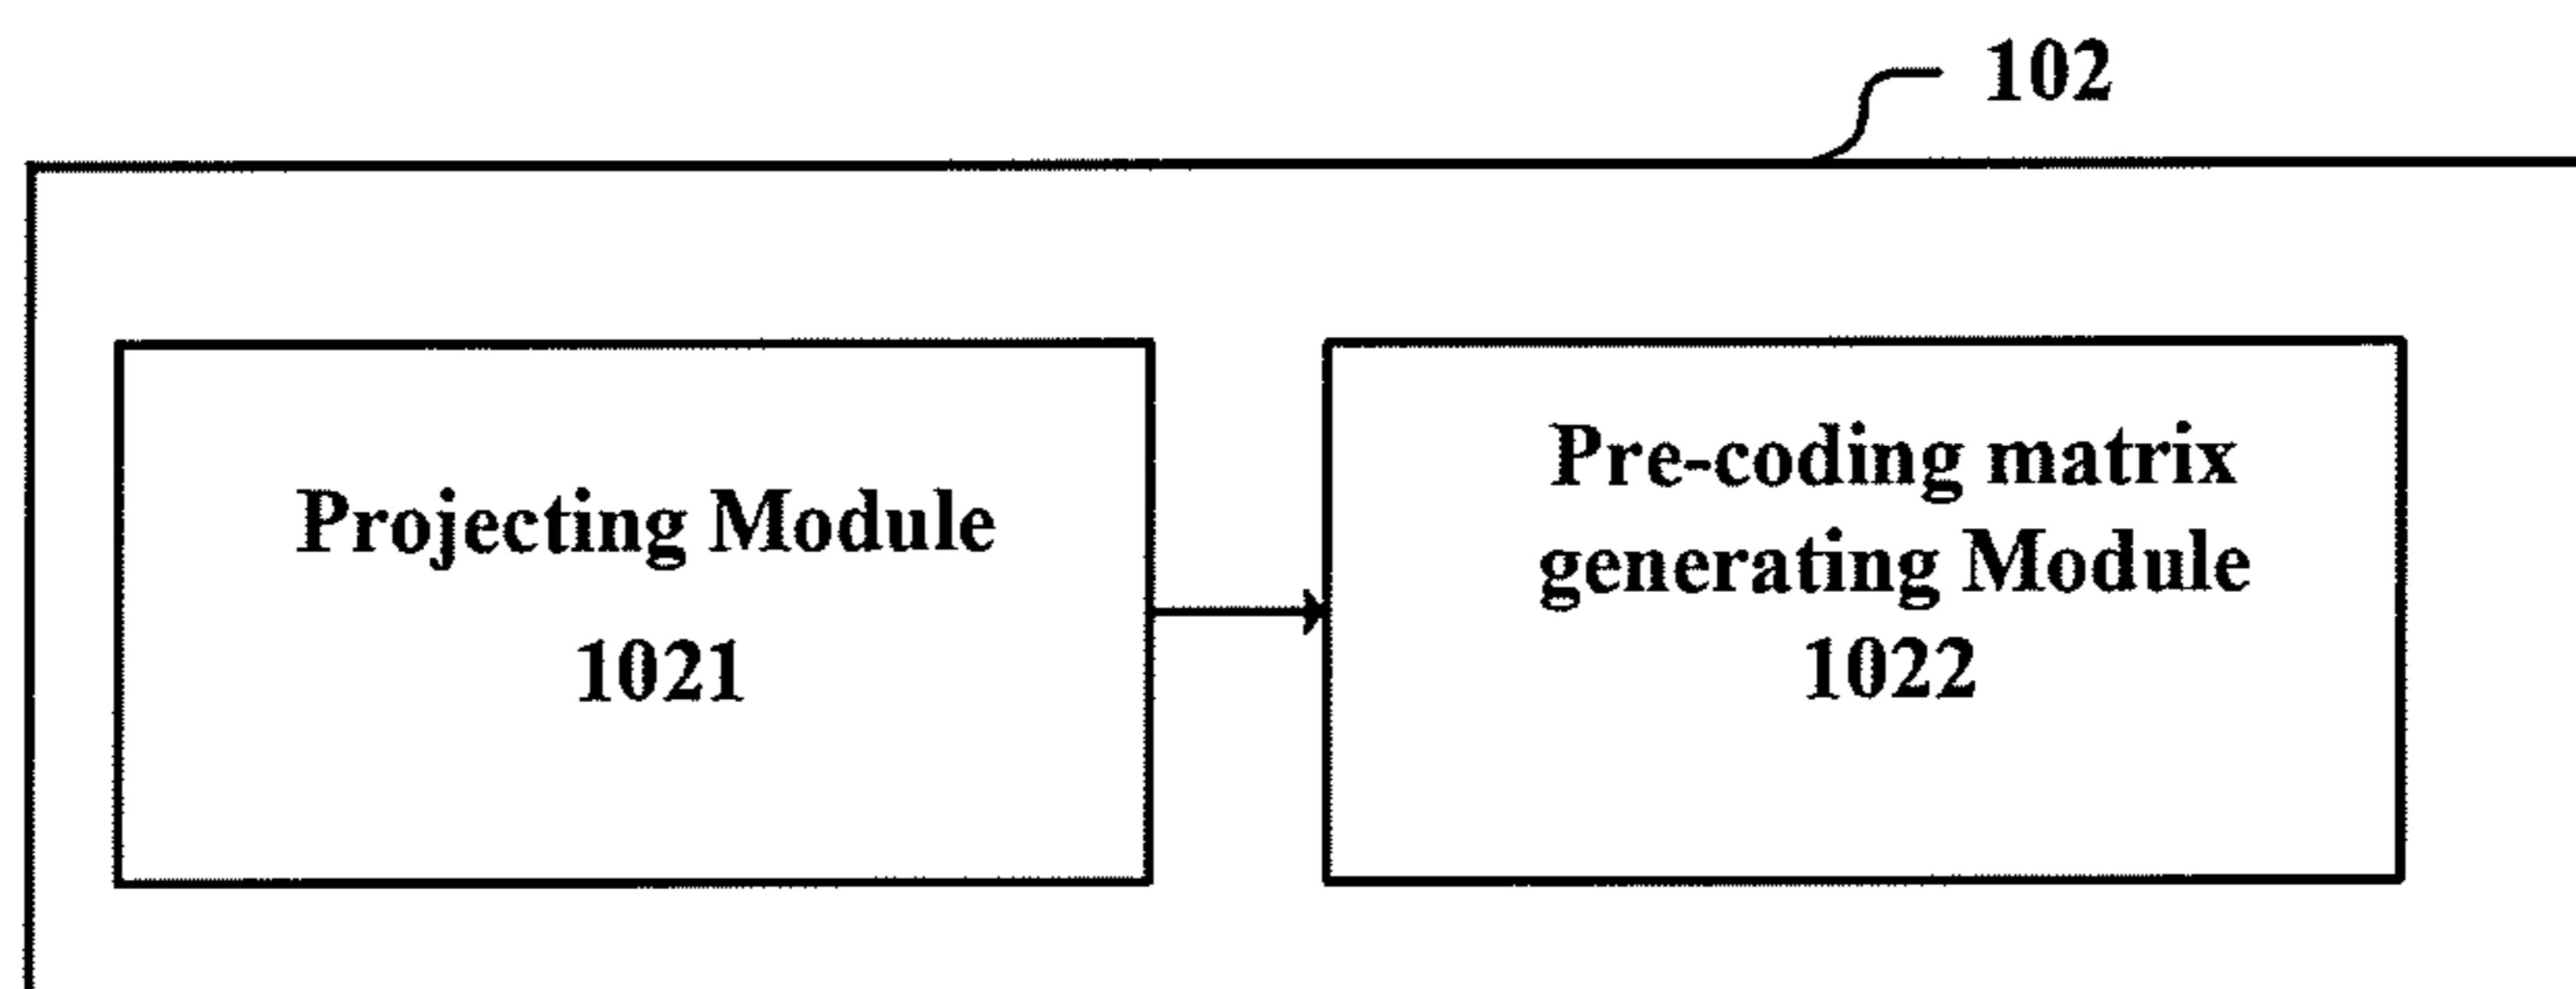 102
Projecting Module
1021
Pre-coding matrix
generating Module
1022